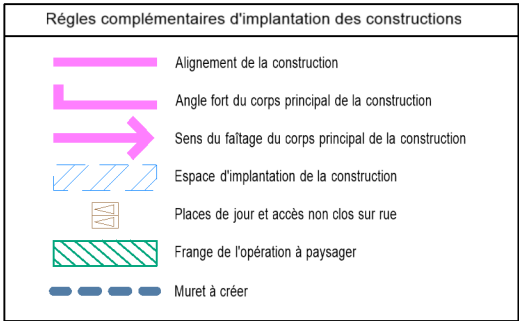 Régles complémentaires d'implantation des constructions
Alignement de la construction
Angle fort du corps principal de la construction
Sens du faîtage du corps principal de la construction
Espace d'implantation de la construction
Places de jour et accès non clos sur rue
Frange de l'opération à paysager
Muret à créer